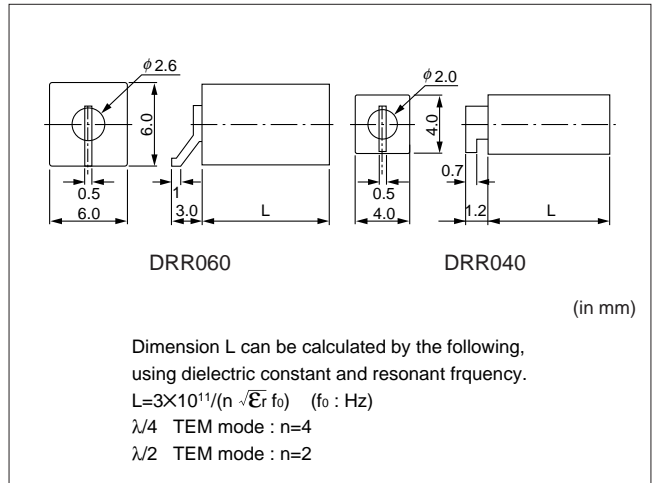 ϕ2.6
6.0
0.5
6.0
1
3.0
L
DRR060
ϕ2.0
4.0
0.5
4.0
0.7
1.2
L
DRR040
(in mm)
Dimension L can be calculated by the following,
using dielectric constant and resonant frquency.
L=3×10¹¹/(n √εr f₀) (f₀ : Hz)
λ/4 TEM mode : n=4
λ/2 TEM mode : n=2